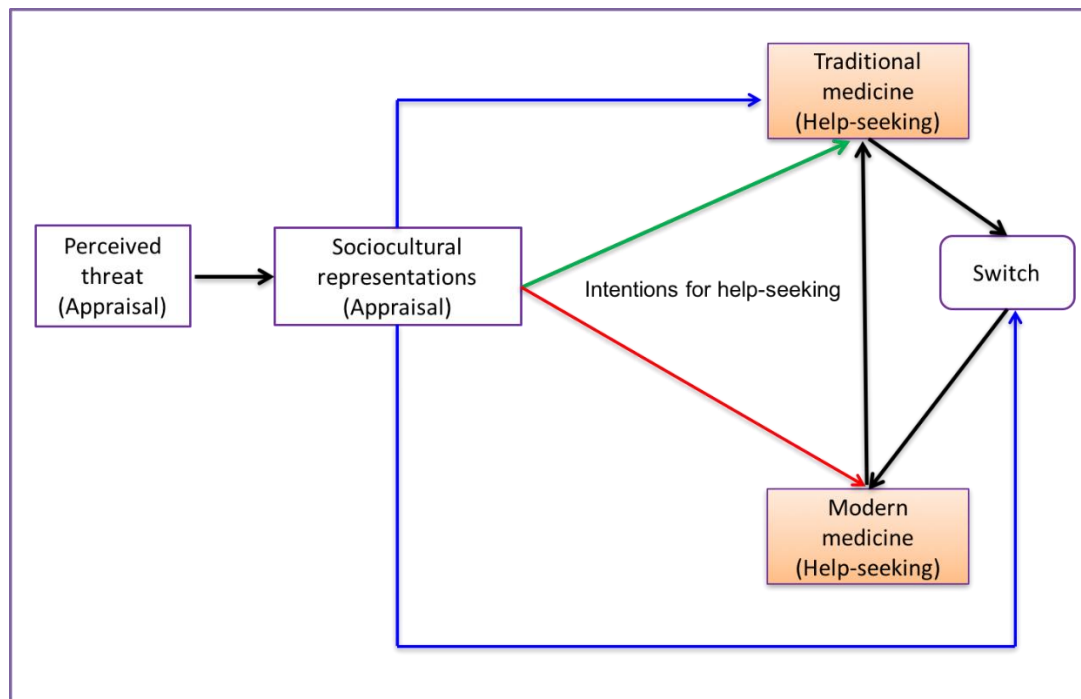 Perceived
threat
(Appraisal)
Sociocultural
representations
(Appraisal)
Intentions for help-seeking
Traditional
medicine
(Help-seeking)
Switch
Modern
medicine
(Help-seeking)